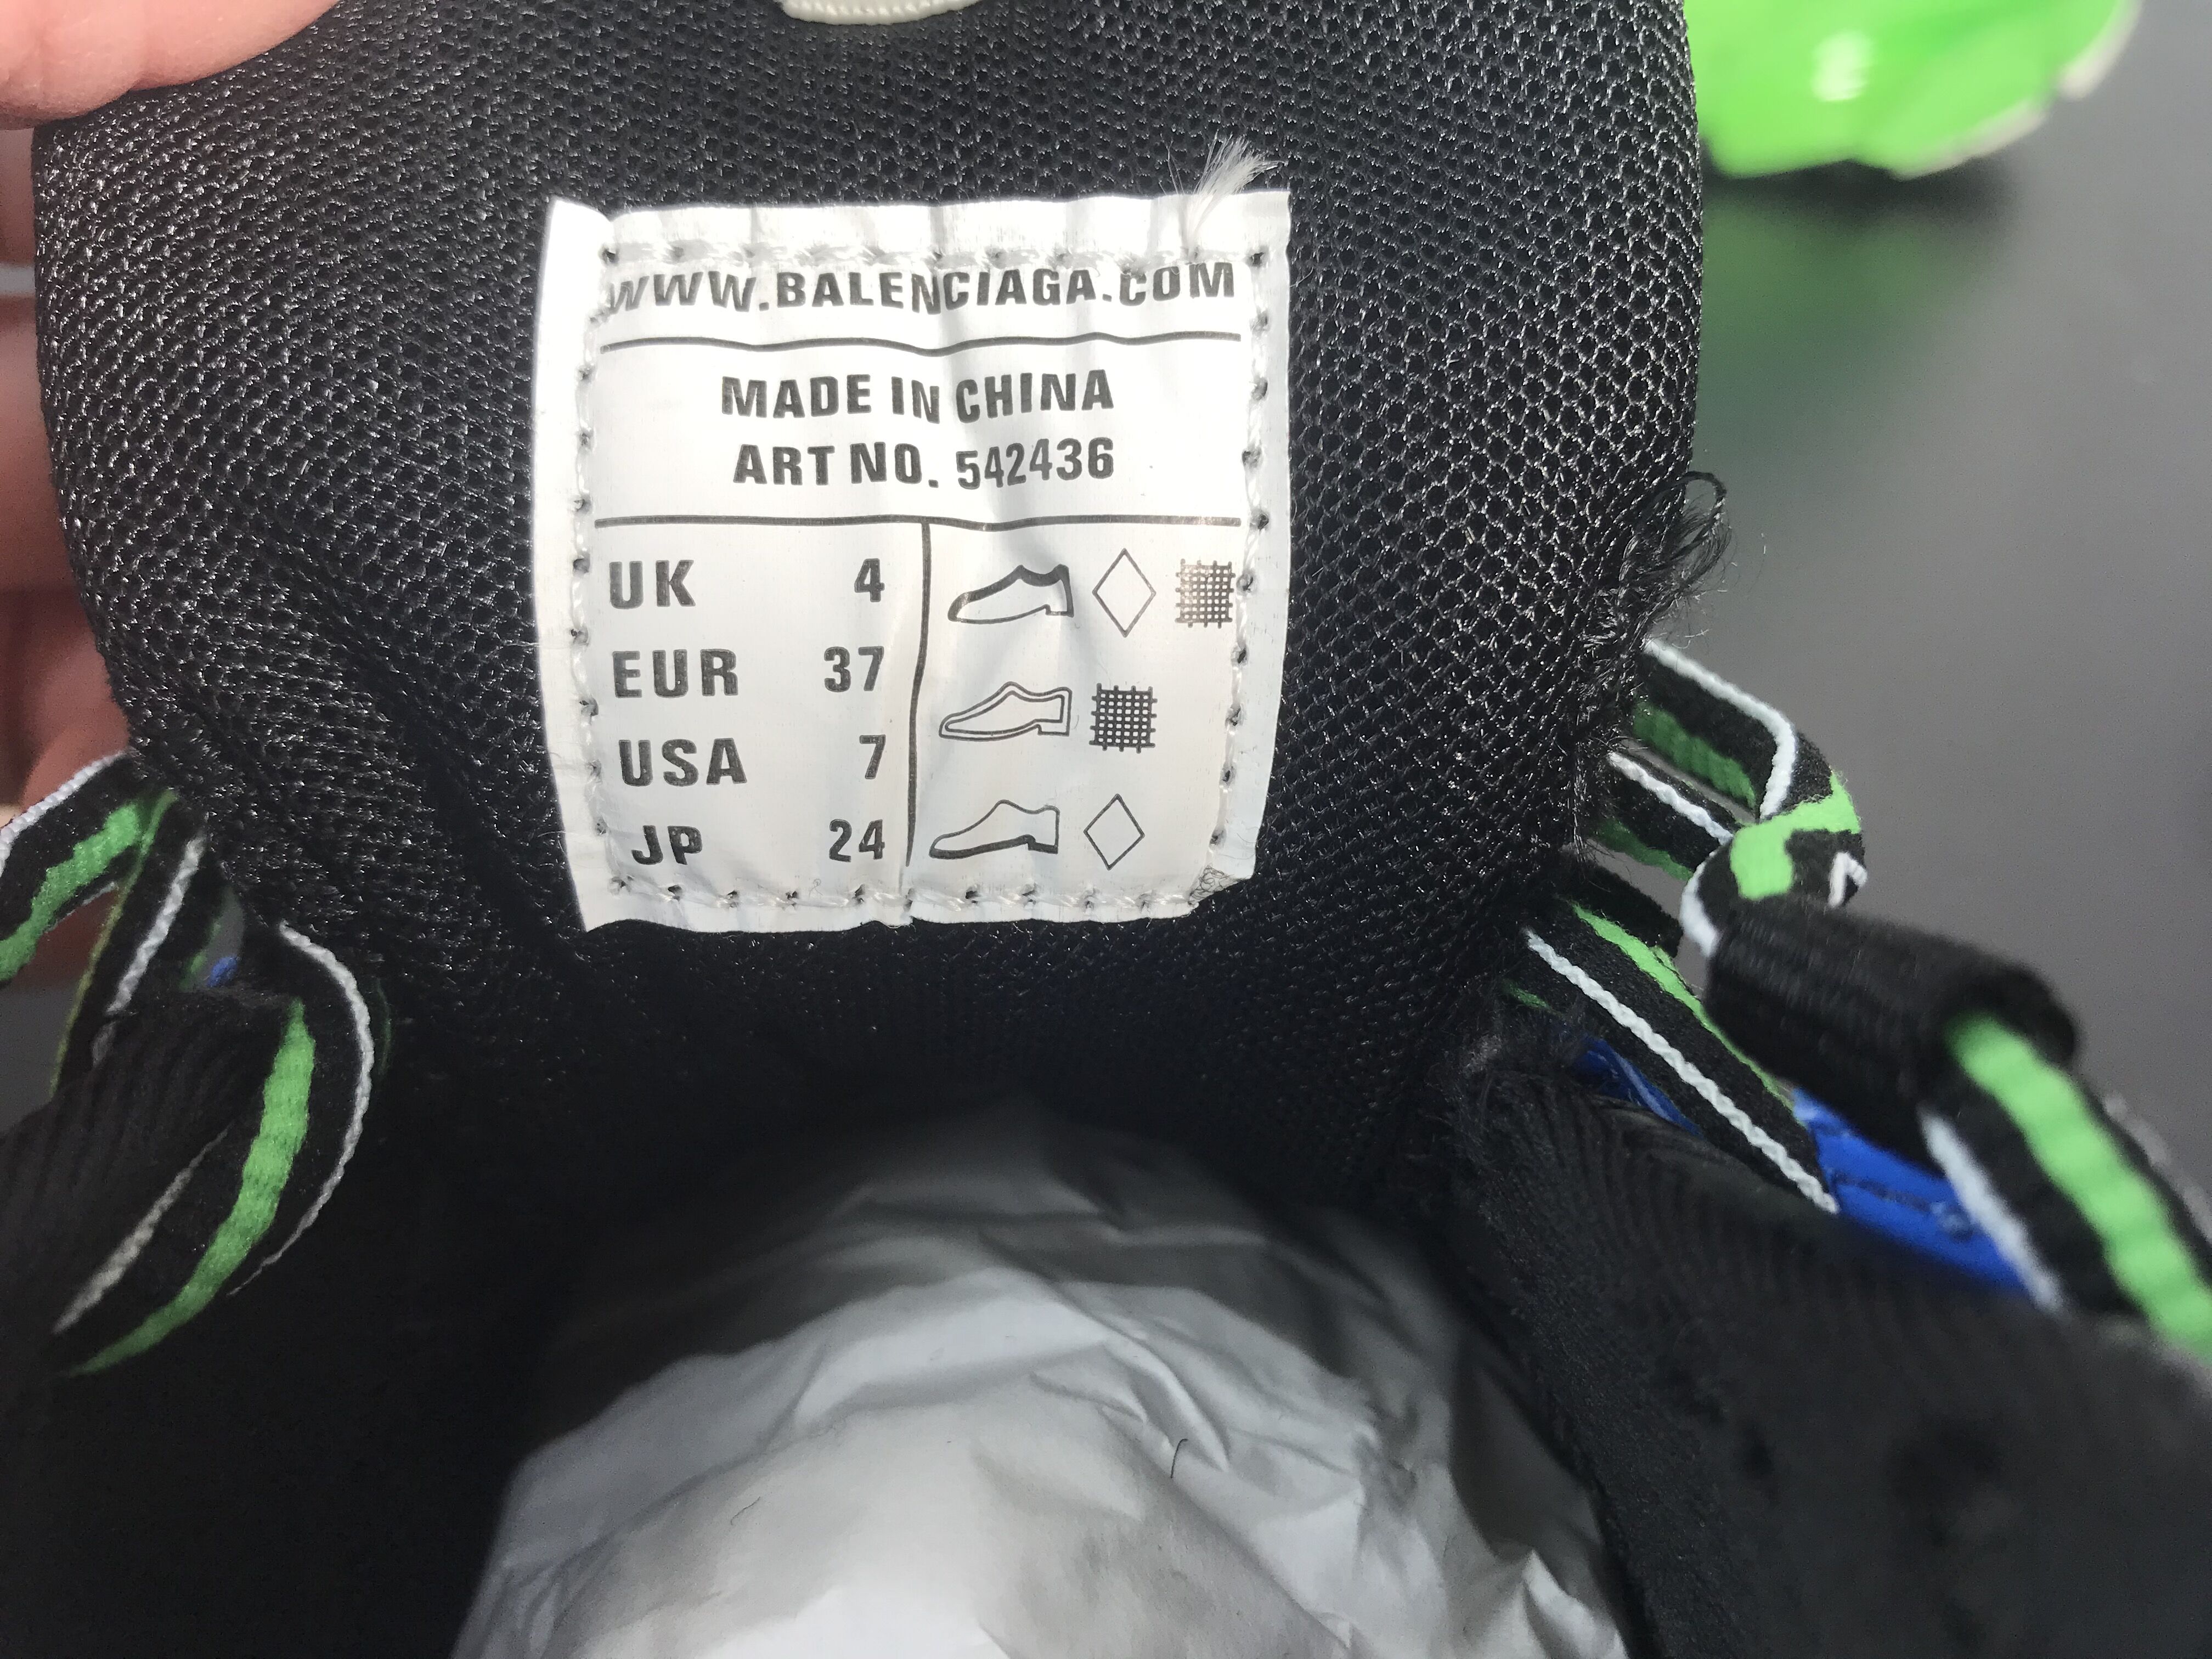 WWW.BALENCIAGA.COM
MADE IN CHINA
ART NO. 542436
UK 4
EUR 37
USA 7
JP 24